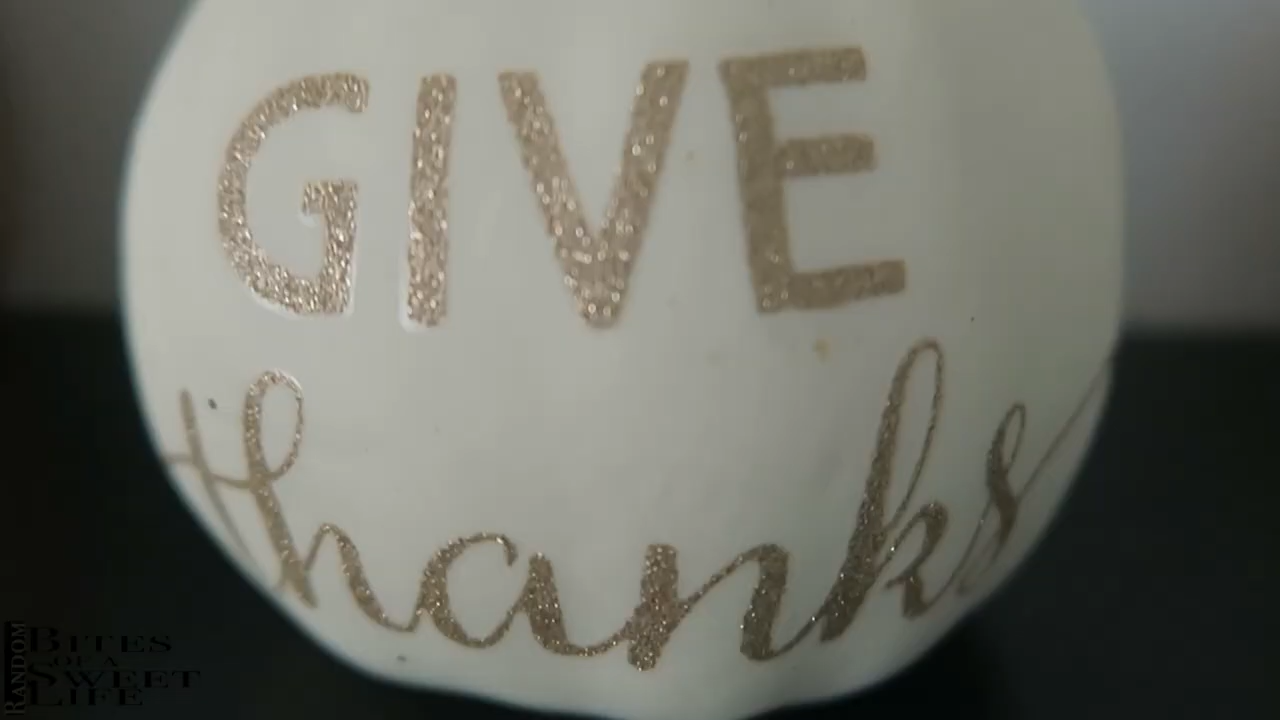 GIVE
thanks
RANDOM
BITES
OF A
SWEET
LIFE